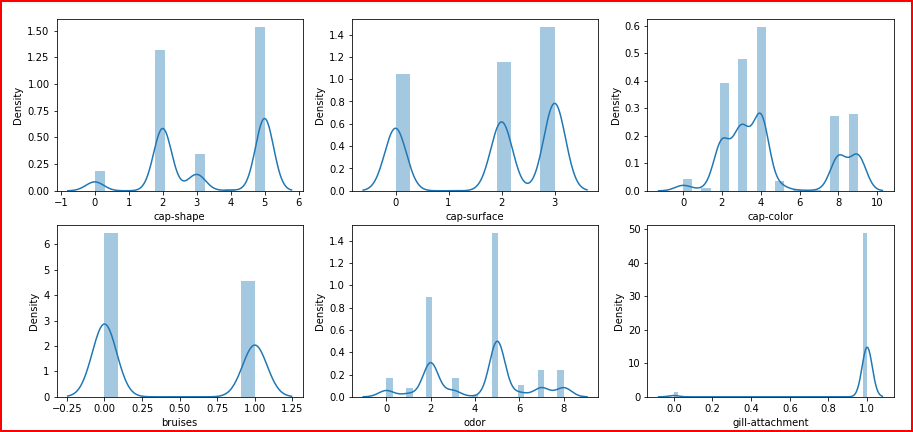 Density
1.50
1.25
1.00
0.75
0.50
0.25
0.00
−1 0 1 2 3 4 5 6
cap-shape
Density
1.4
1.2
1.0
0.8
0.6
0.4
0.2
0.0
0 1 2 3
cap-surface
Density
0.6
0.5
0.4
0.3
0.2
0.1
0.0
0 2 4 6 8 10
cap-color
Density
6
5
4
3
2
1
0
−0.25 0.00 0.25 0.50 0.75 1.00 1.25
bruises
Density
1.4
1.2
1.0
0.8
0.6
0.4
0.2
0.0
0 2 4 6 8
odor
Density
50
40
30
20
10
0
0.0 0.2 0.4 0.6 0.8 1.0
gill-attachment